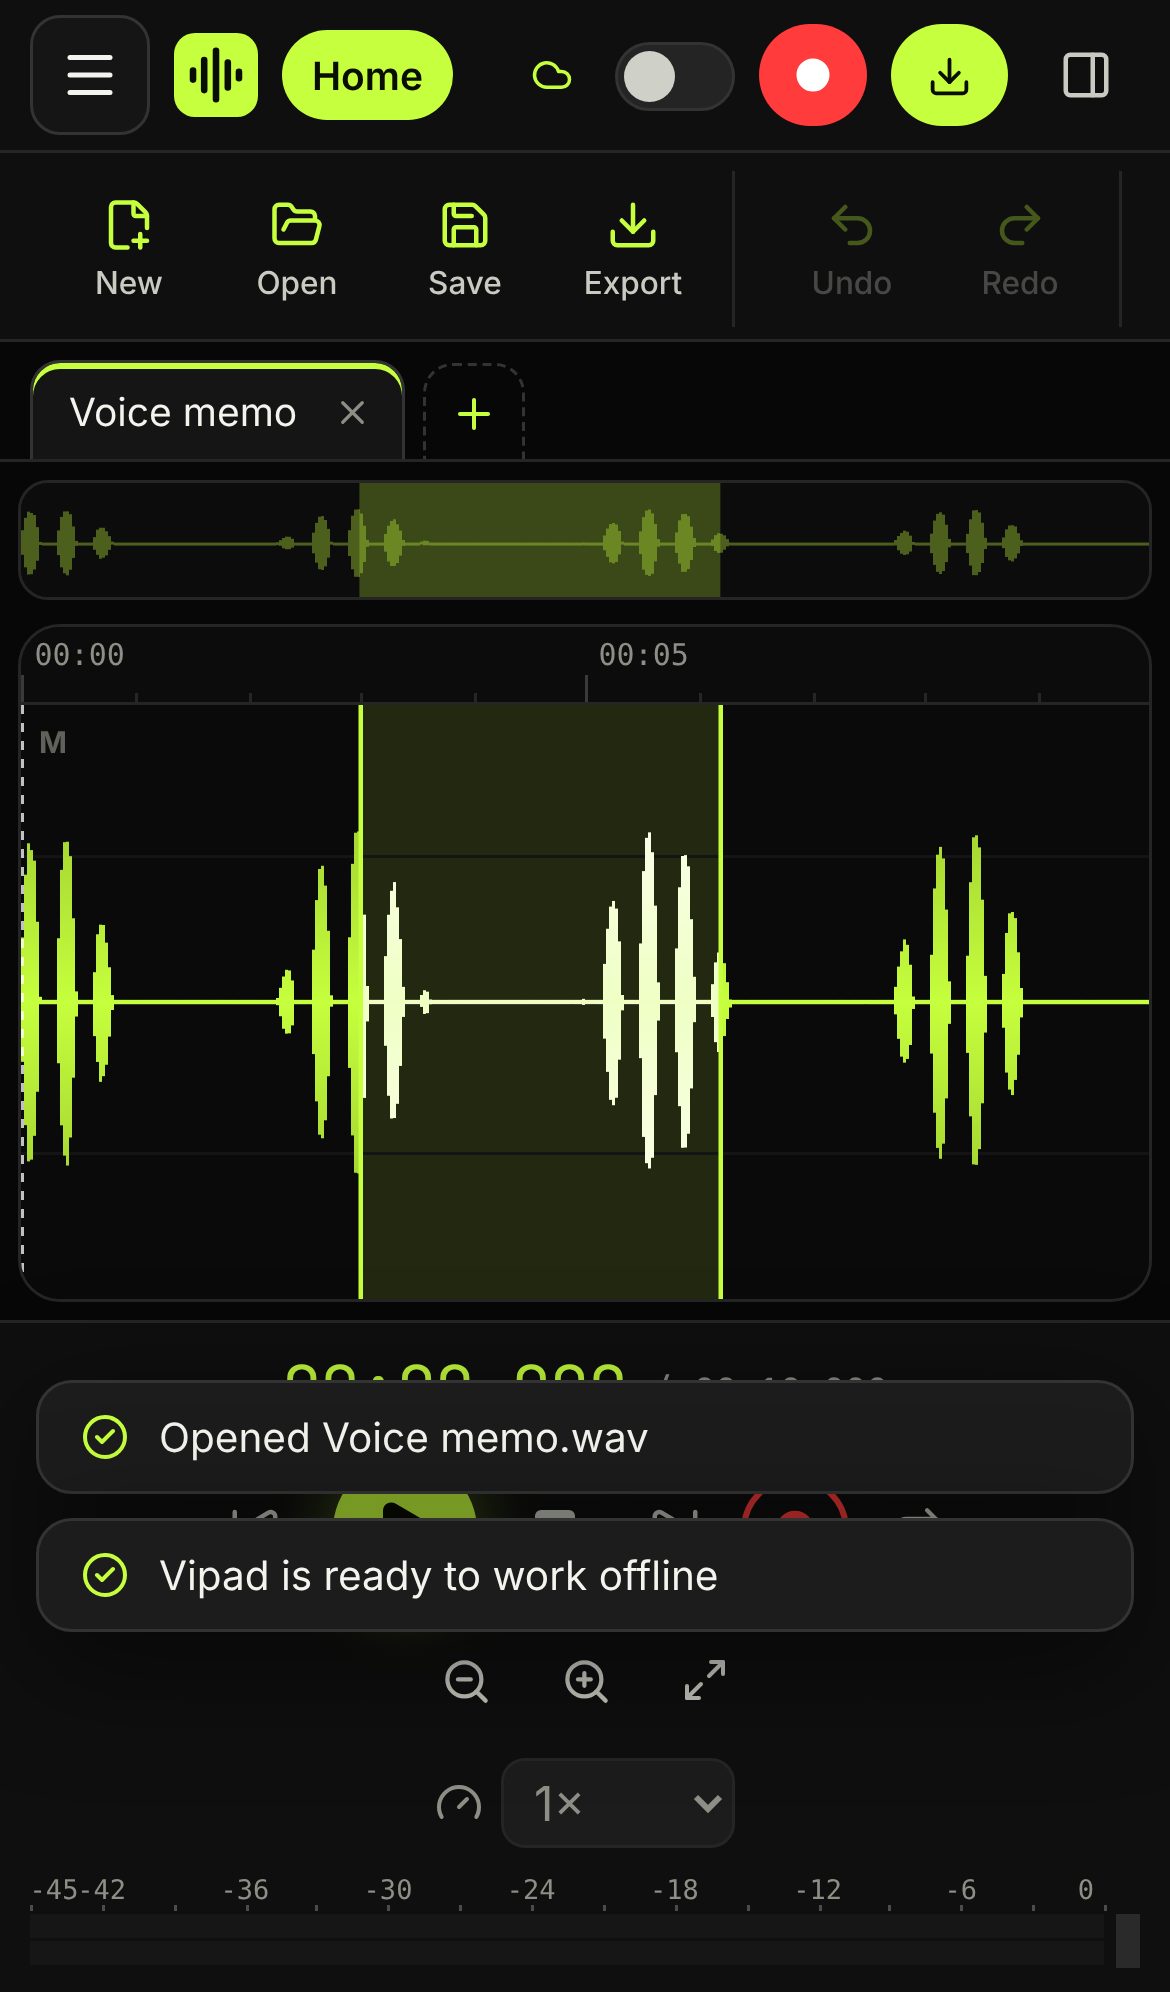 Home
New
Open
Save
Export
Undo
Redo
Voice memo
00:00
00:05
M
Opened Voice memo.wav
Vipad is ready to work offline
1×
-45-42 -36 -30 -24 -18 -12 -6 0